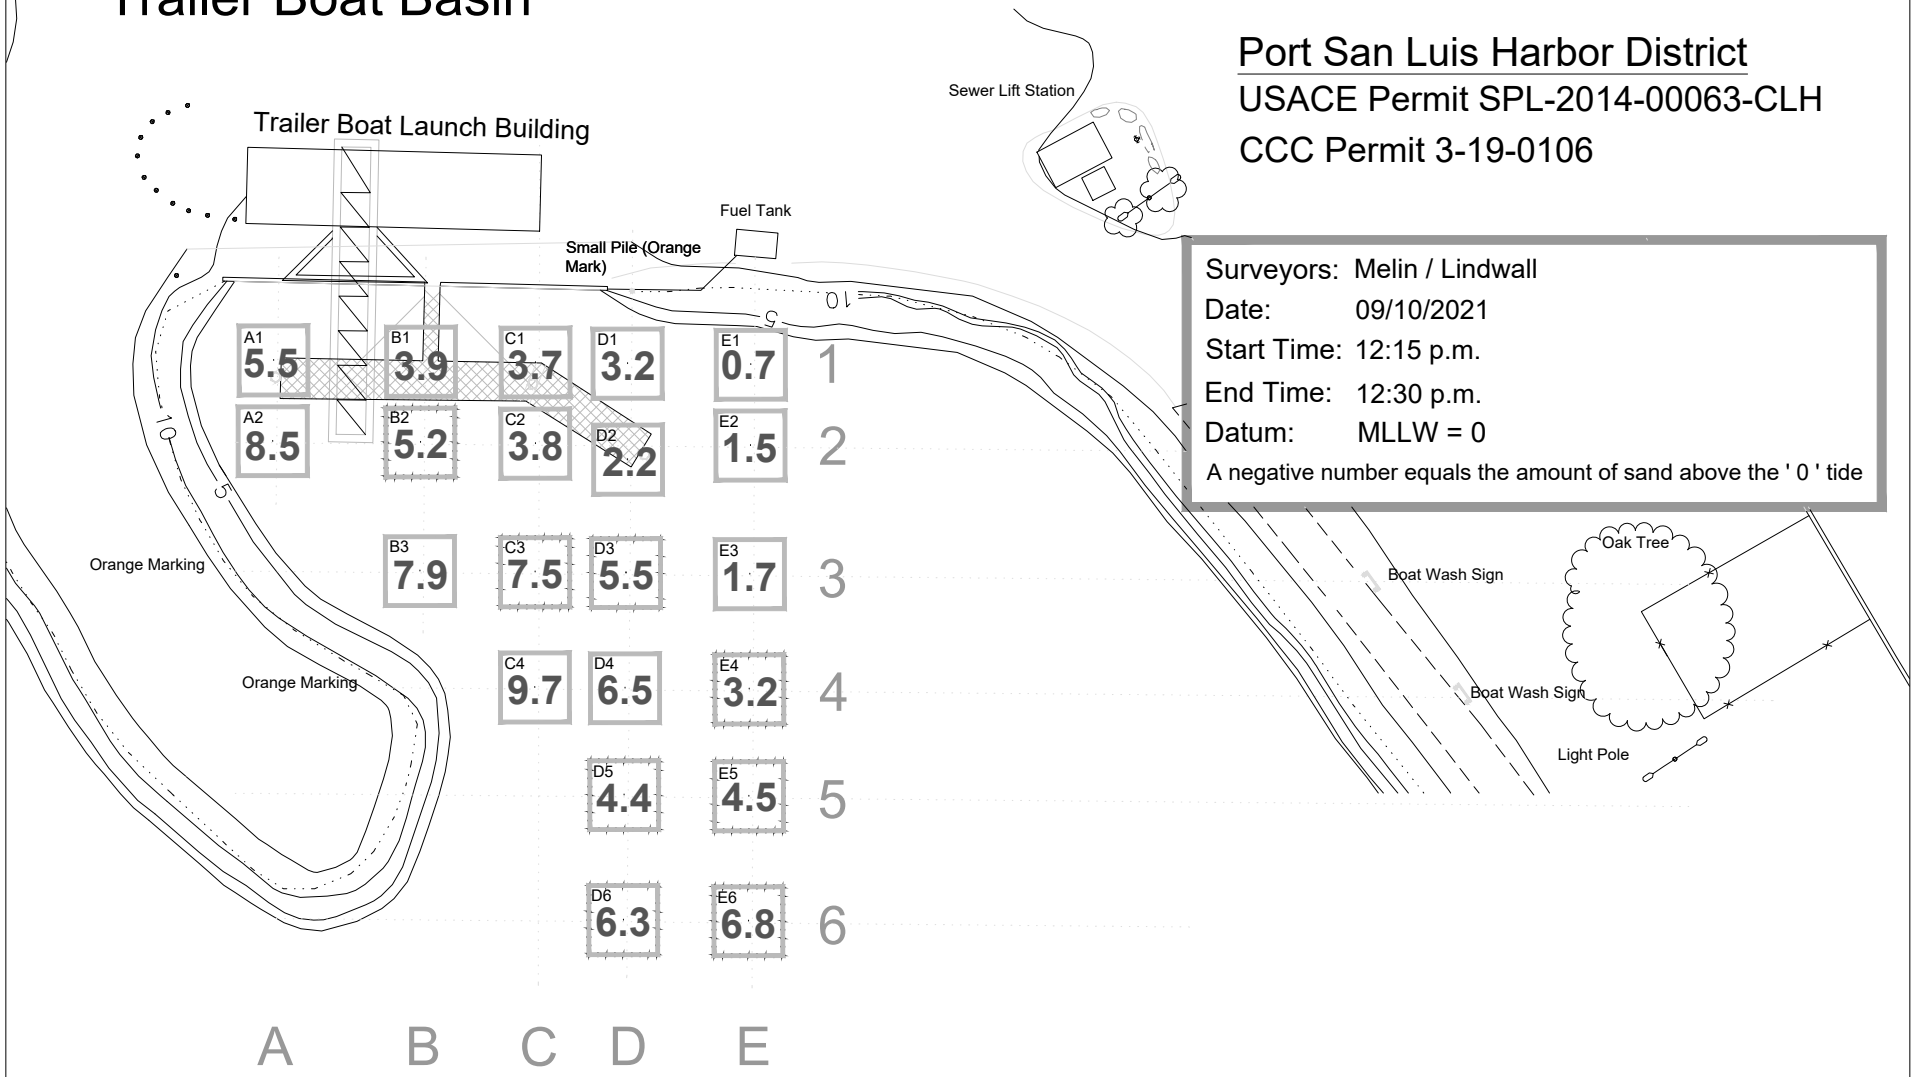 Trailer Boat Basin
Port San Luis Harbor District
USACE Permit SPL-2014-00063-CLH
CCC Permit 3-19-0106
Sewer Lift Station
Trailer Boat Launch Building
Fuel Tank
Small Pile (Orange
Mark)
Surveyors: Melin / Lindwall
Date: 09/10/2021
Start Time: 12:15 p.m.
End Time: 12:30 p.m.
Datum: MLLW = 0
A negative number equals the amount of sand above the ' 0 ' tide
10
5
A1 B1 C1 D1 E1
5.5 3.9 3.7 3.2 0.7 1
A2 B2 C2 D2 E2
8.5 5.2 3.8 2.2 1.5 2
10
5
B3 C3 D3 E3
7.9 7.5 5.5 1.7 3
Orange Marking
Oak Tree
Boat Wash Sign
C4 D4 E4
9.7 6.5 3.2 4
Orange Marking
Boat Wash Sign
Light Pole
D5 E5
4.4 4.5 5
D6 E6
6.3 6.8 6
A B C D E